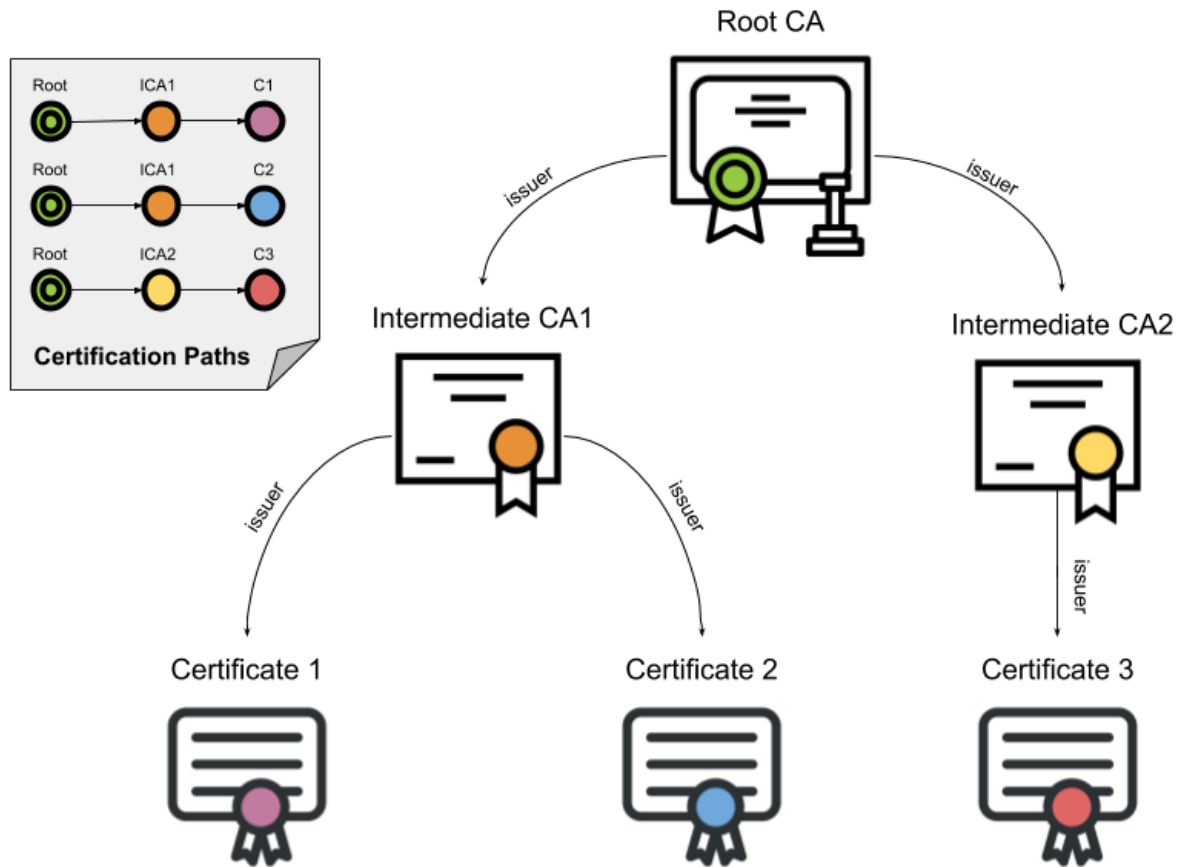 Root CA
Root ICA1 C1
Root ICA1 C2
Root ICA2 C3
Certification Paths
issuer
issuer
Intermediate CA1
Intermediate CA2
issuer
issuer
issuer
Certificate 1
Certificate 2
Certificate 3